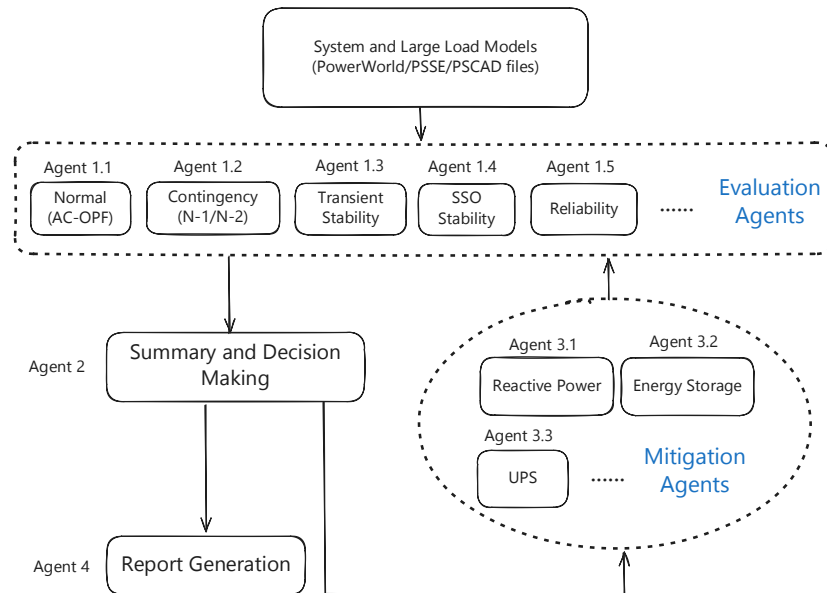 System and Large Load Models
(PowerWorld/PSSE/PSCAD files)
Agent 1.1
Agent 1.2
Agent 1.3
Agent 1.4
Agent 1.5
Normal
(AC-OPF)
Contingency
(N-1/N-2)
Transient
Stability
SSO
Stability
Reliability
......
Evaluation
Agents
Agent 2
Summary and Decision
Making
Agent 3.1
Agent 3.2
Reactive Power
Energy Storage
Agent 3.3
UPS
......
Mitigation
Agents
Agent 4
Report Generation